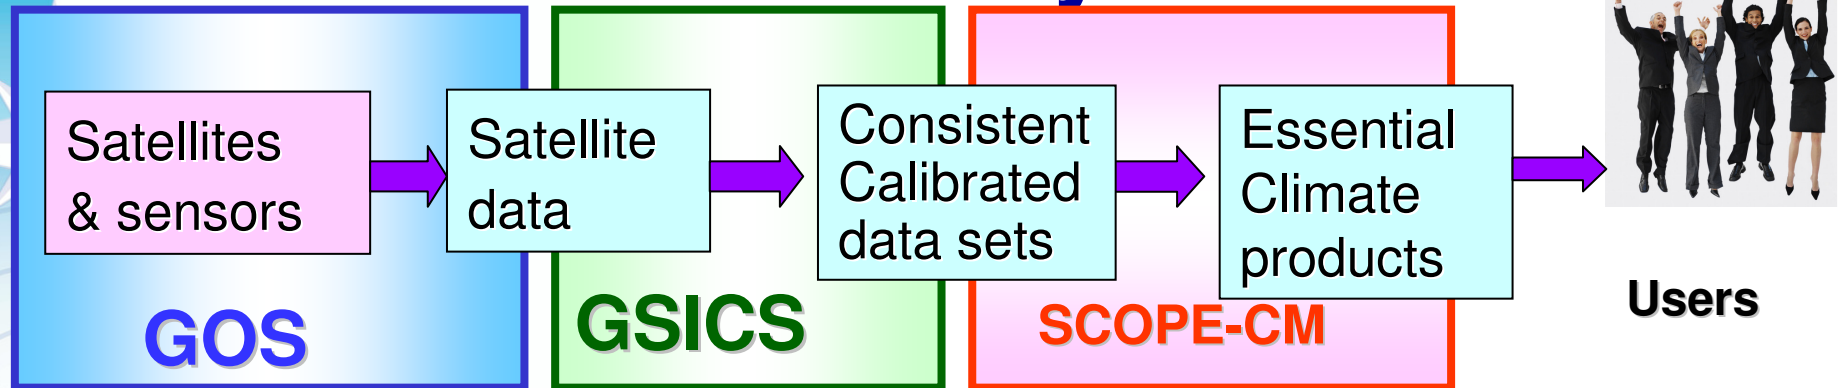 Satellites
& sensors
Satellite
data
Consistent
Calibrated
data sets
Essential
Climate
products
GOS
GSICS
SCOPE-CM
Users